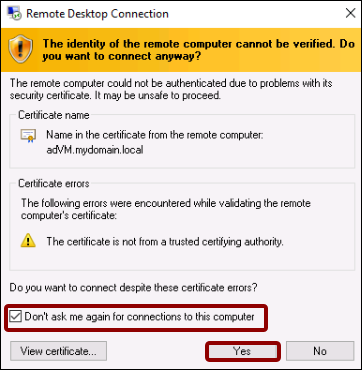 Remote Desktop Connection
The identity of the remote computer cannot be verified. Do
you want to connect anyway?
The remote computer could not be authenticated due to problems with its
security certificate. It may be unsafe to proceed.
Certificate name
Name in the certificate from the remote computer:
adVM.mydomain.local
Certificate errors
The following errors were encountered while validating the remote
computer's certificate:
The certificate is not from a trusted certifying authority.
Do you want to connect despite these certificate errors?
Don't ask me again for connections to this computer
View certificate...
Yes
No